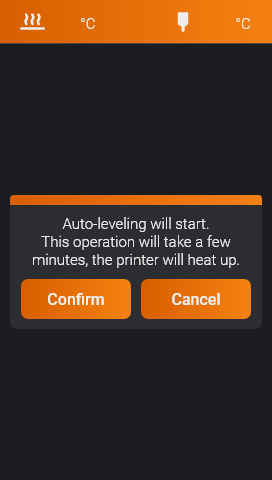 °C °C
Auto-leveling will start.
This operation will take a few
minutes, the printer will heat up.
Confirm Cancel